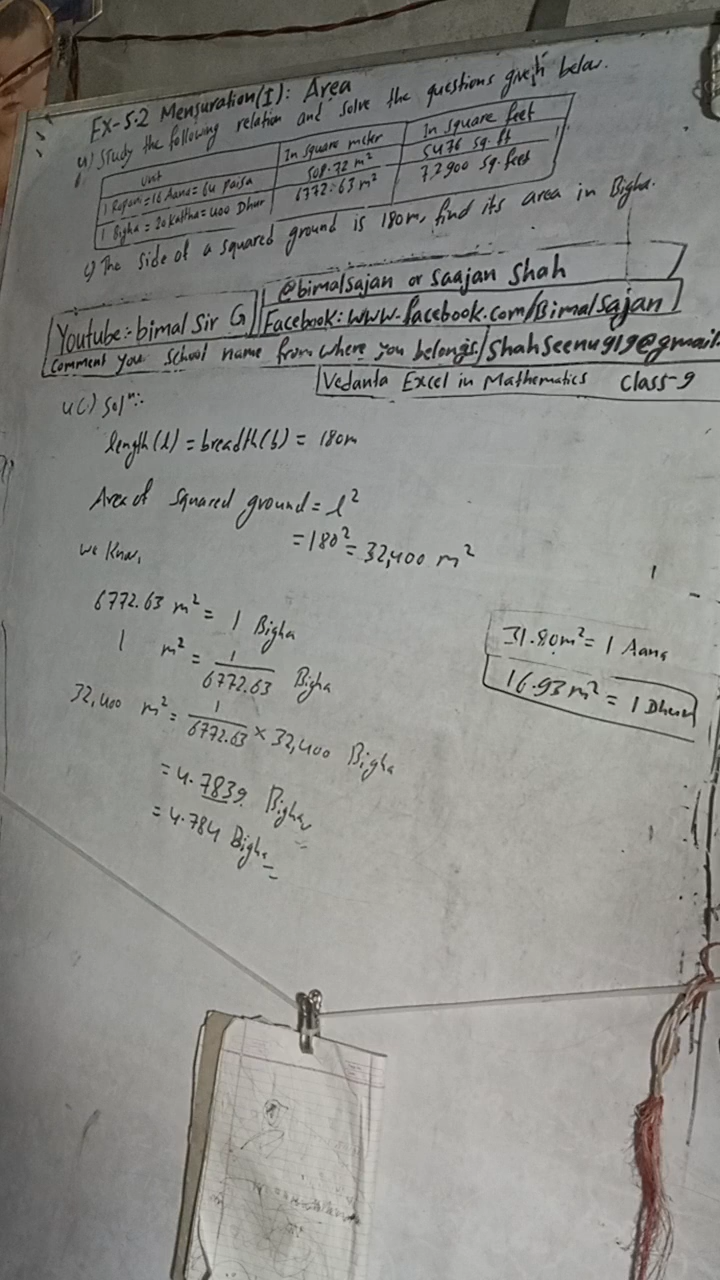 EX-5.2 Mensuration(I): Area
4) Study the following relation and solve the questions given below.
Unit In square meter In square feet
1 Ropani=16 Aana=64 Paisa 508.72 m² 5476 sq.ft
1 Bigha = 20 Kattha=400 Dhur 6772.63 m² 72900 sq.feet
c) The side of a squared ground is 180m, find its area in Bigha.
@bimalsajan or Saajan Shah
Youtube:- bimal Sir G Facebook: www.facebook.com/Bimalsajan
Comment your school name from where you belongs/shahseenu919@gmail.
Vedanta Excel in Mathematics Class-9
4c) Solⁿ:-
length(l) = breadth(b) = 180m
Area of squared ground = l²
= 180² = 32,400 m²
We Know,
6772.63 m² = 1 Bigha
1 m² = 1/6772.63 Bigha
32,400 m² = 1/6772.63 × 32,400 Bigha
= 4.7839 Bigha
= 4.784 Bigha
31.80m² = 1 Aana
16.93 m² = 1 Dhur